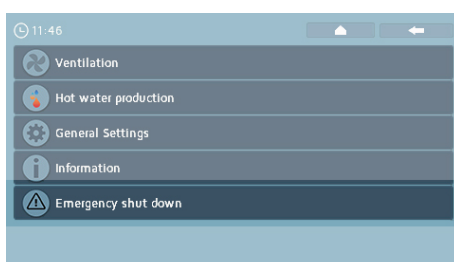 11:46
Ventilation
Hot water production
General Settings
Information
Emergency shut down